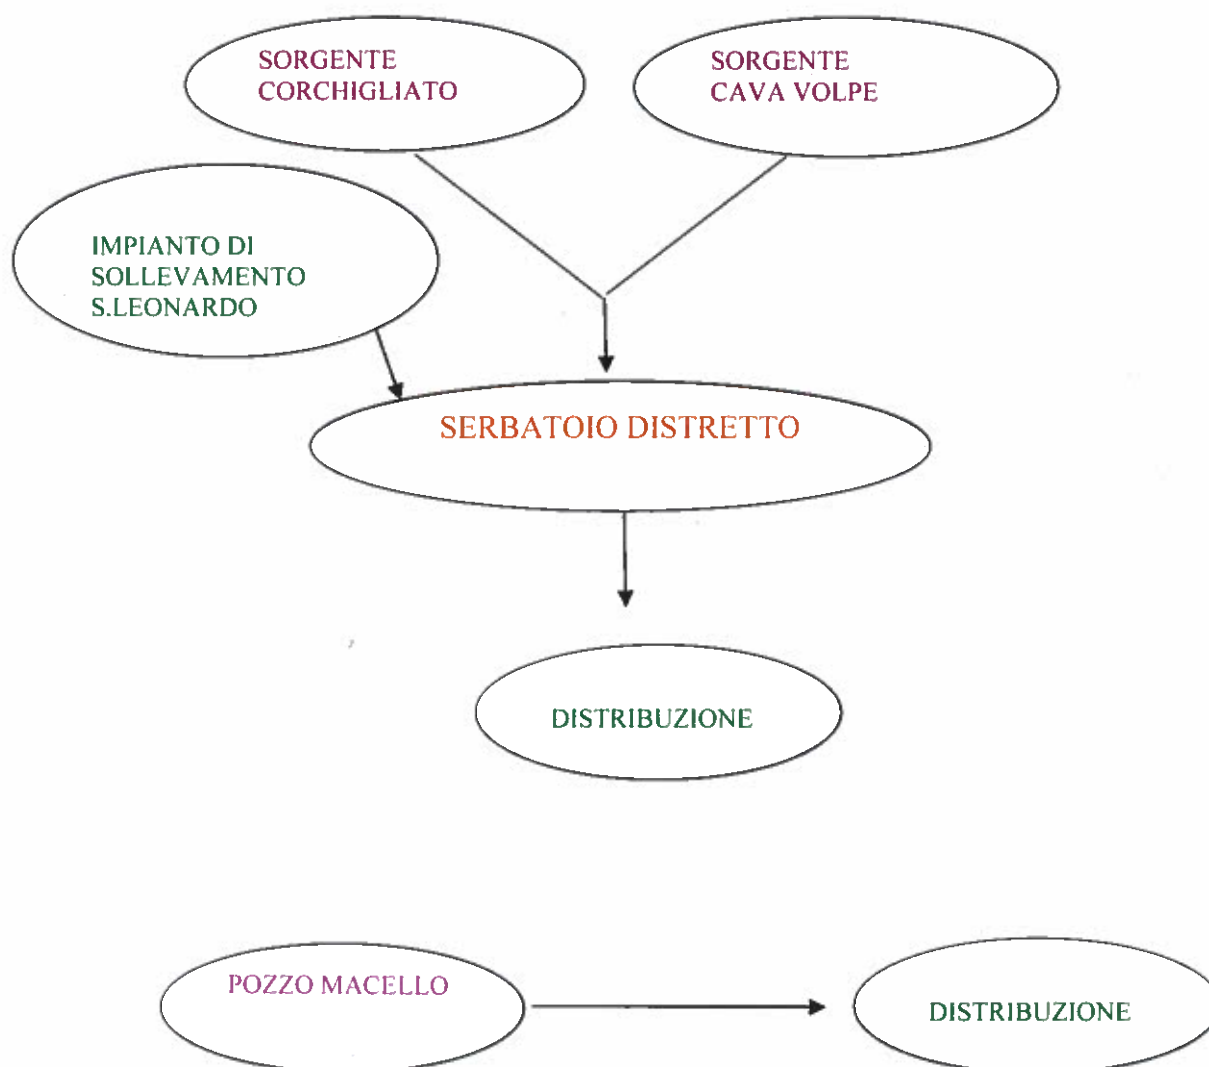 SORGENTE
CORCHIGLIATO
SORGENTE
CAVA VOLPE
IMPIANTO DI
SOLLEVAMENTO
S.LEONARDO
SERBATOIO DISTRETTO
DISTRIBUZIONE
POZZO MACELLO
DISTRIBUZIONE